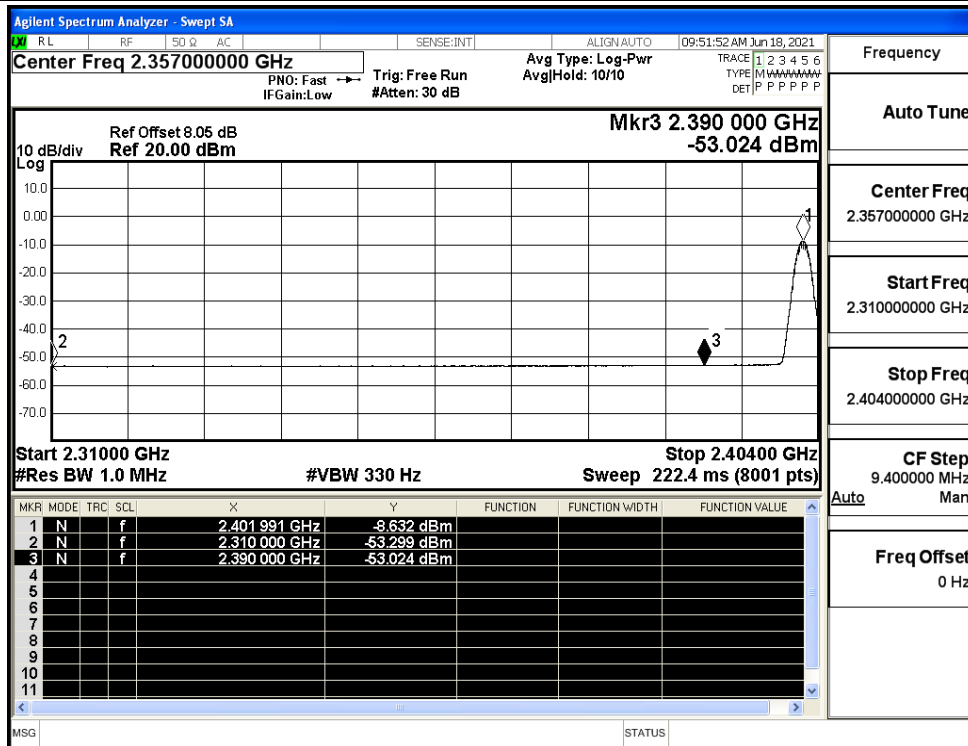 Agilent Spectrum Analyzer - Swept SA
LXI RL RF 50 Ω AC SENSE:INT ALIGN AUTO 09:51:52 AM Jun 18, 2021
Center Freq 2.357000000 GHz
PNO: Fast
IFGain:Low
Trig: Free Run
#Atten: 30 dB
Avg Type: Log-Pwr
Avg|Hold: 10/10
TRACE 1 2 3 4 5 6
TYPE M WWWWW
DET P P P P P P
Mkr3 2.390 000 GHz
-53.024 dBm
Ref Offset 8.05 dB
Ref 20.00 dBm
10 dB/div
Log
10.0
0.00
-10.0
-20.0
-30.0
-40.0
-50.0
-60.0
-70.0
1
2
3
Start 2.31000 GHz Stop 2.40400 GHz
#Res BW 1.0 MHz #VBW 330 Hz Sweep 222.4 ms (8001 pts)
MKR MODE TRC SCL X Y FUNCTION FUNCTION WIDTH FUNCTION VALUE
1 N f 2.401 991 GHz -8.632 dBm
2 N f 2.310 000 GHz -53.299 dBm
3 N f 2.390 000 GHz -53.024 dBm
4
5
6
7
8
9
10
11
MSG STATUS
Frequency
Auto Tune
Center Freq
2.357000000 GHz
Start Freq
2.310000000 GHz
Stop Freq
2.404000000 GHz
CF Step
9.400000 MHz
Auto Man
Freq Offset
0 Hz